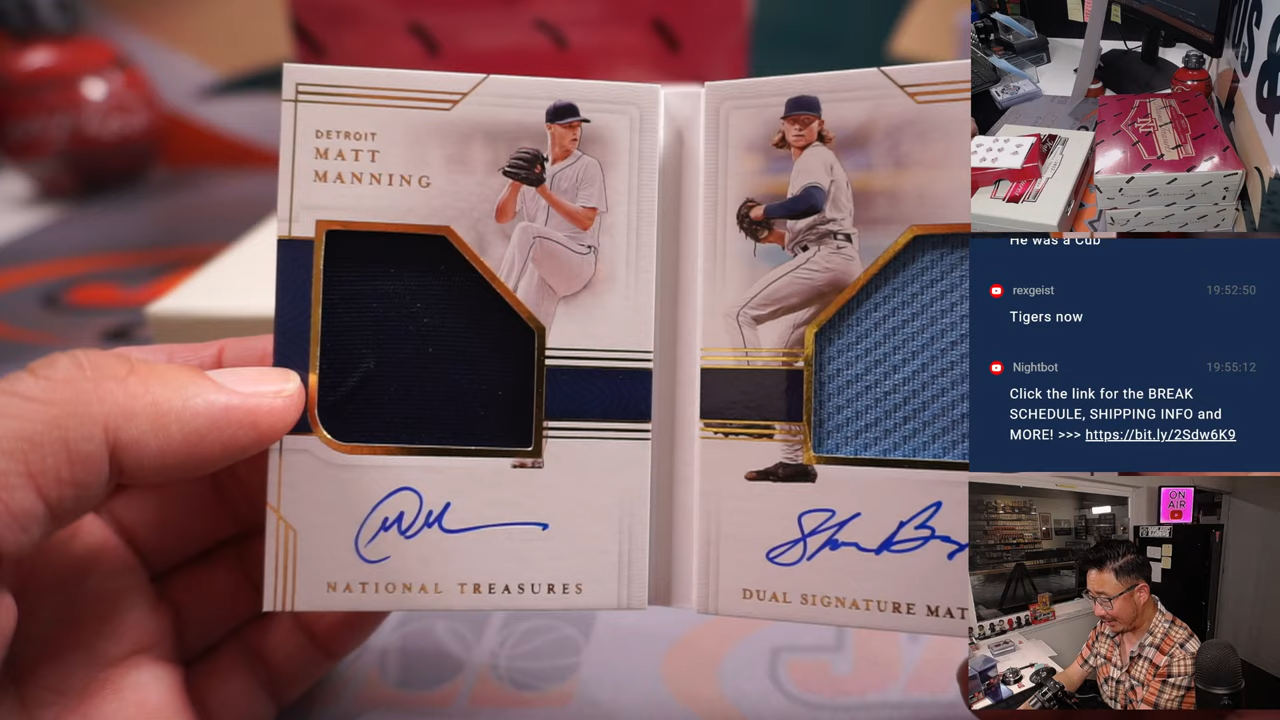 DETROIT
MATT
MANNING
NATIONAL TREASURES
DUAL SIGNATURE MAT
He was a Cub
rexgeist
19:52:50
Tigers now
Nightbot
19:55:12
Click the link for the BREAK
SCHEDULE, SHIPPING INFO and
MORE! >>> https://bit.ly/2Sdw6K9
ON
AIR